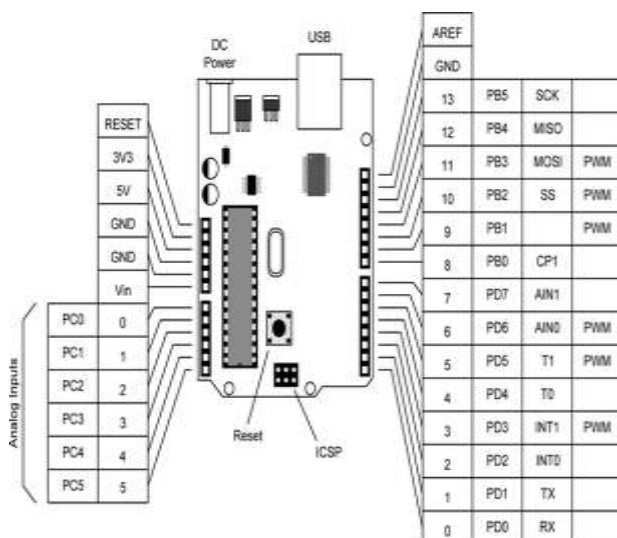 DC Power
USB
RESET
3V3
5V
GND
GND
Vin
Analog Inputs
PC0 0
PC1 1
PC2 2
PC3 3
PC4 4
PC5 5
Reset
ICSP
AREF
GND
13 PB5 SCK
12 PB4 MISO
11 PB3 MOSI PWM
10 PB2 SS PWM
9 PB1 PWM
8 PB0 CP1
7 PD7 AIN1
6 PD6 AIN0 PWM
5 PD5 T1 PWM
4 PD4 T0
3 PD3 INT1 PWM
2 PD2 INT0
1 PD1 TX
0 PD0 RX